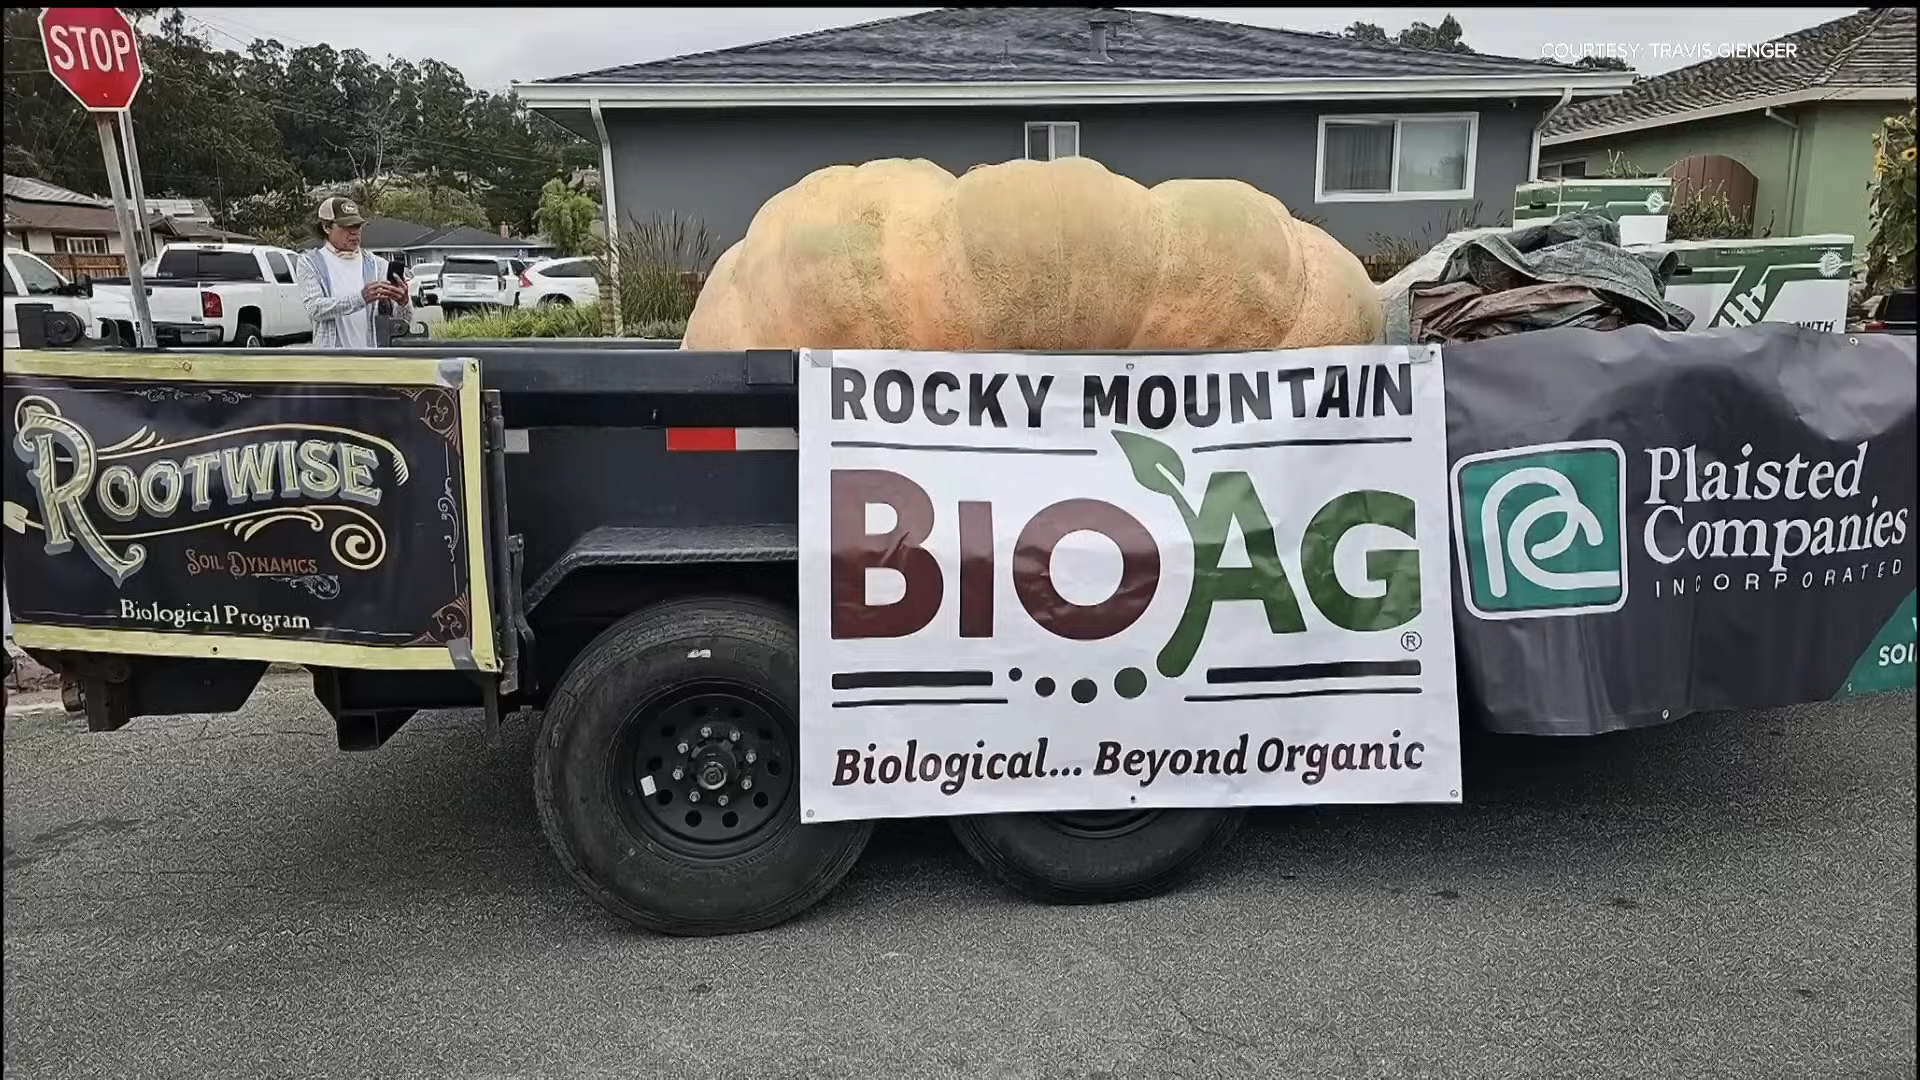 STOP
COURTESY: TRAVIS GIENGER
ROCKY MOUNTAIN
BIOAG®
Biological... Beyond Organic
ROOTWISE
SOIL DYNAMICS
Biological Program
Plaisted
Companies
INCORPORATED